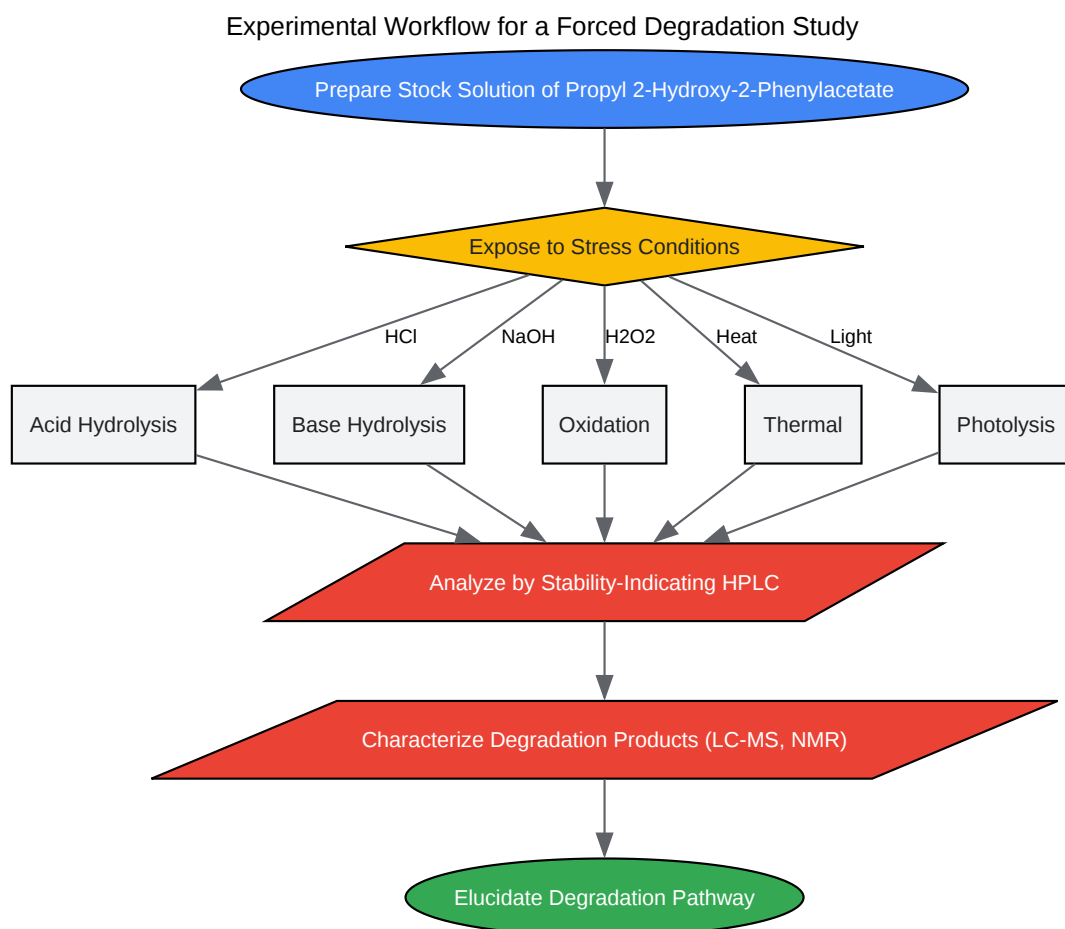 Experimental Workflow for a Forced Degradation Study
Prepare Stock Solution of Propyl 2-Hydroxy-2-Phenylacetate
Expose to Stress Conditions
HCl
NaOH
H2O2
Heat
Light
Acid Hydrolysis
Base Hydrolysis
Oxidation
Thermal
Photolysis
Analyze by Stability-Indicating HPLC
Characterize Degradation Products (LC-MS, NMR)
Elucidate Degradation Pathway